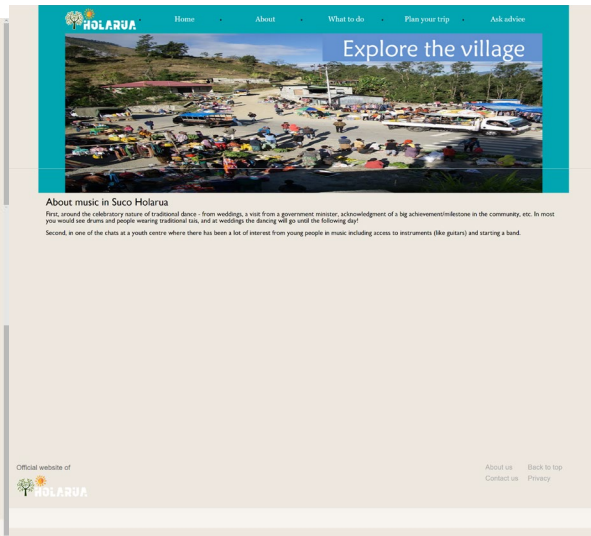 HOLARUA
Home
About
What to do
Plan your trip
Ask advice
Explore the village
About music in Suco Holarua
First, around the celebratory nature of traditional dance - from weddings, a visit from a government minister, acknowledgment of a big achievement/milestone in the community, etc. In most
you would see drums and people wearing traditional tais, and at weddings the dancing will go until the following day!
Second, in one of the chats at a youth centre where there has been a lot of interest from young people in music including access to instruments (like guitars) and starting a band.
Official website of
HOLARUA
About us
Back to top
Contact us
Privacy